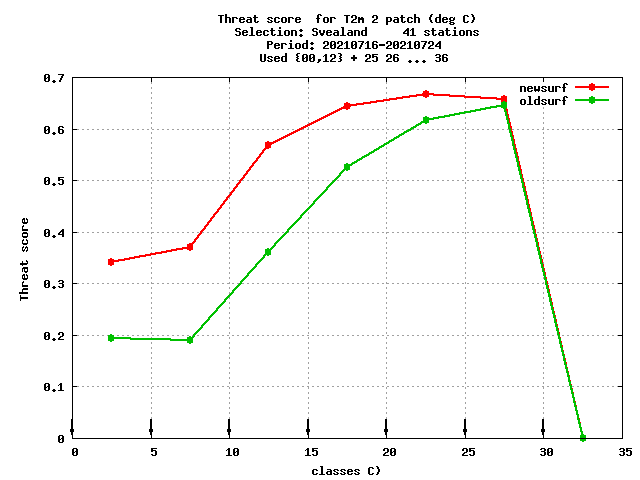 Threat score  for T2m 2 patch (deg C)
Selection: Svealand     41 stations
Period: 20210716-20210724
Used {00,12} + 25 26 ... 36
newsurf
oldsurf
Threat score
0.7
0.6
0.5
0.4
0.3
0.2
0.1
0
0 5 10 15 20 25 30 35
classes C)